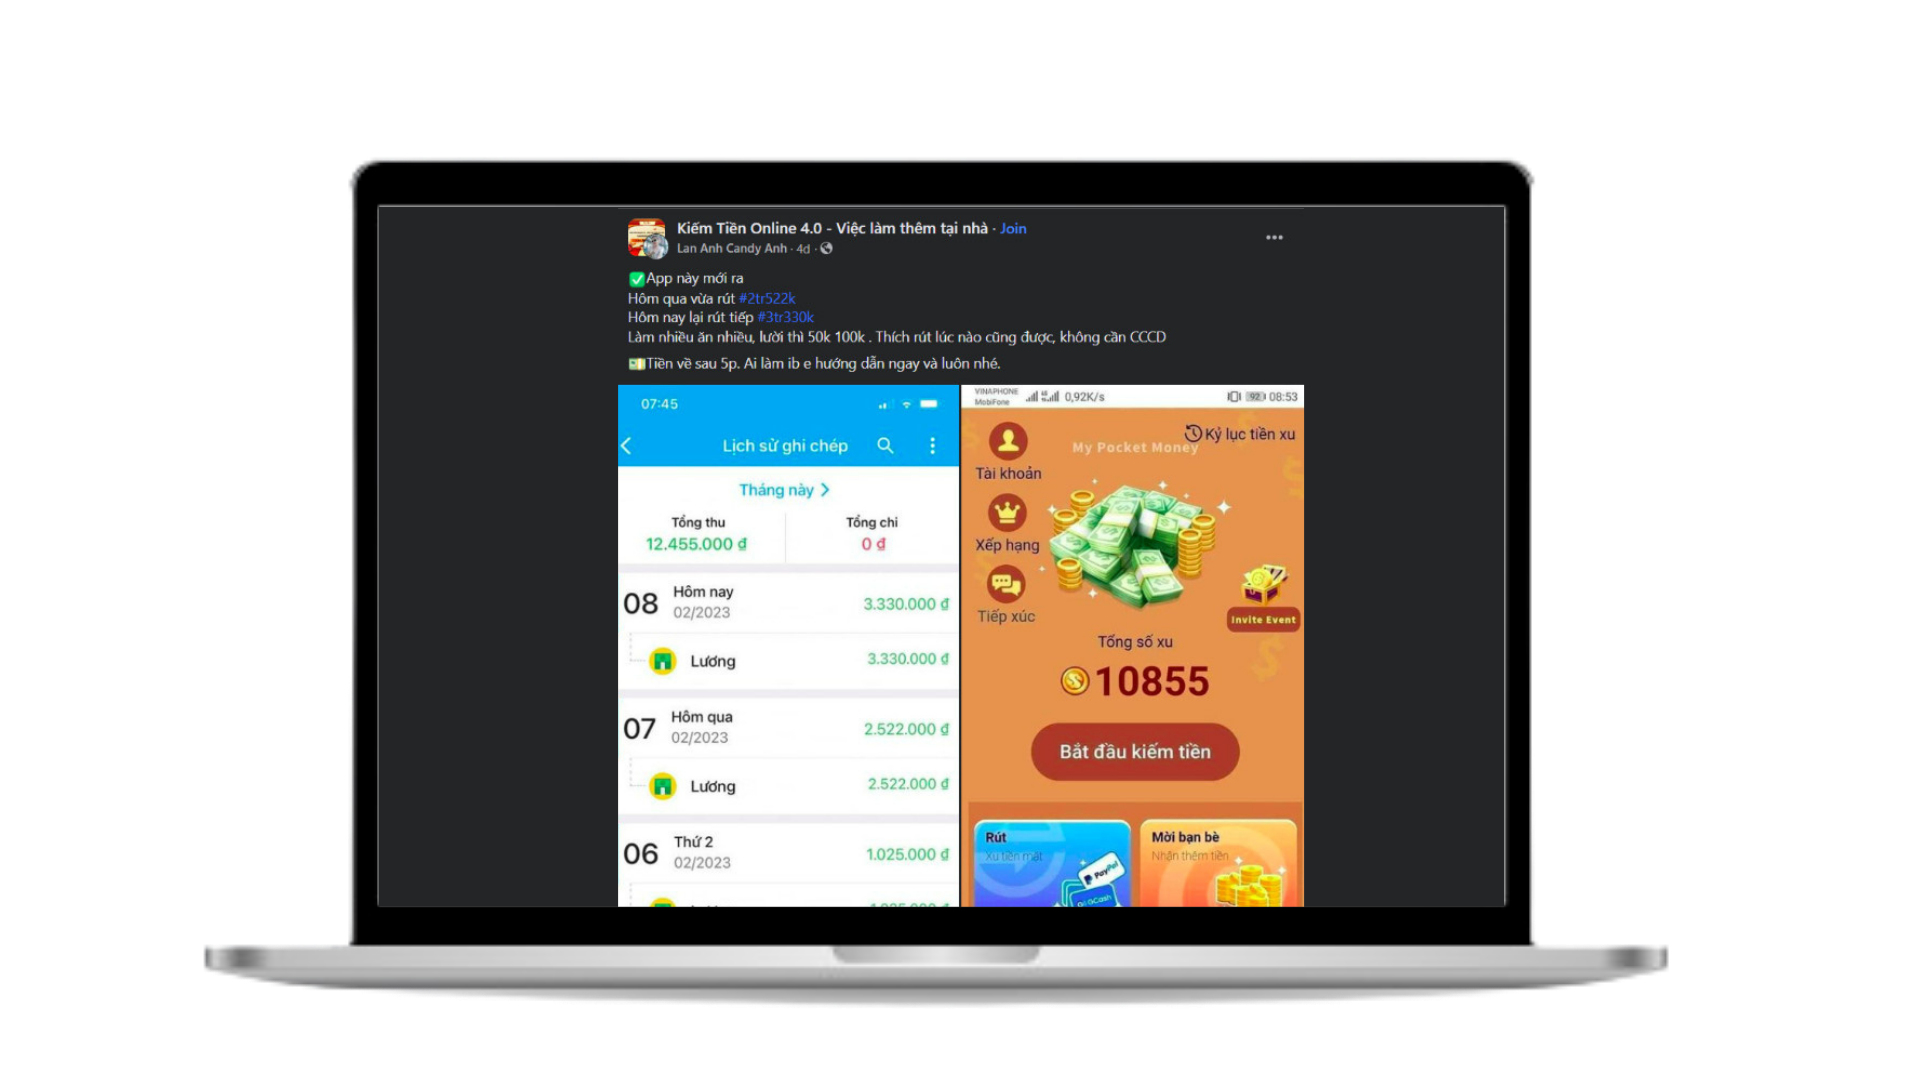 Kiếm Tiền Online 4.0 - Việc làm thêm tại nhà · Join
Lan Anh Candy Anh · 4d ·
App này mới ra
Hôm qua vừa rút #2tr522k
Hôm nay lại rút tiếp #3tr330k
Làm nhiều ăn nhiều, lười thì 50k 100k . Thích rút lúc nào cũng được, không cần CCCD
Tiền về sau 5p. Ai làm ib e hướng dẫn ngay và luôn nhé.
07:45
Lịch sử ghi chép
Tháng này
Tổng thu
Tổng chi
12.455.000 ₫
0 ₫
08
Hôm nay
02/2023
3.330.000 ₫
Lương
3.330.000 ₫
07
Hôm qua
02/2023
2.522.000 ₫
Lương
2.522.000 ₫
06
Thứ 2
02/2023
1.025.000 ₫
VINAPHONE
MobiFone
0,92K/s
92
08:53
Kỷ lục tiền xu
My Pocket Money
Tài khoản
Xếp hạng
Tiếp xúc
Invite Event
Tổng số xu
10855
Bắt đầu kiếm tiền
Rút
Xu tiền mặt
PayPal
GCash
Mời bạn bè
Nhận thêm tiền